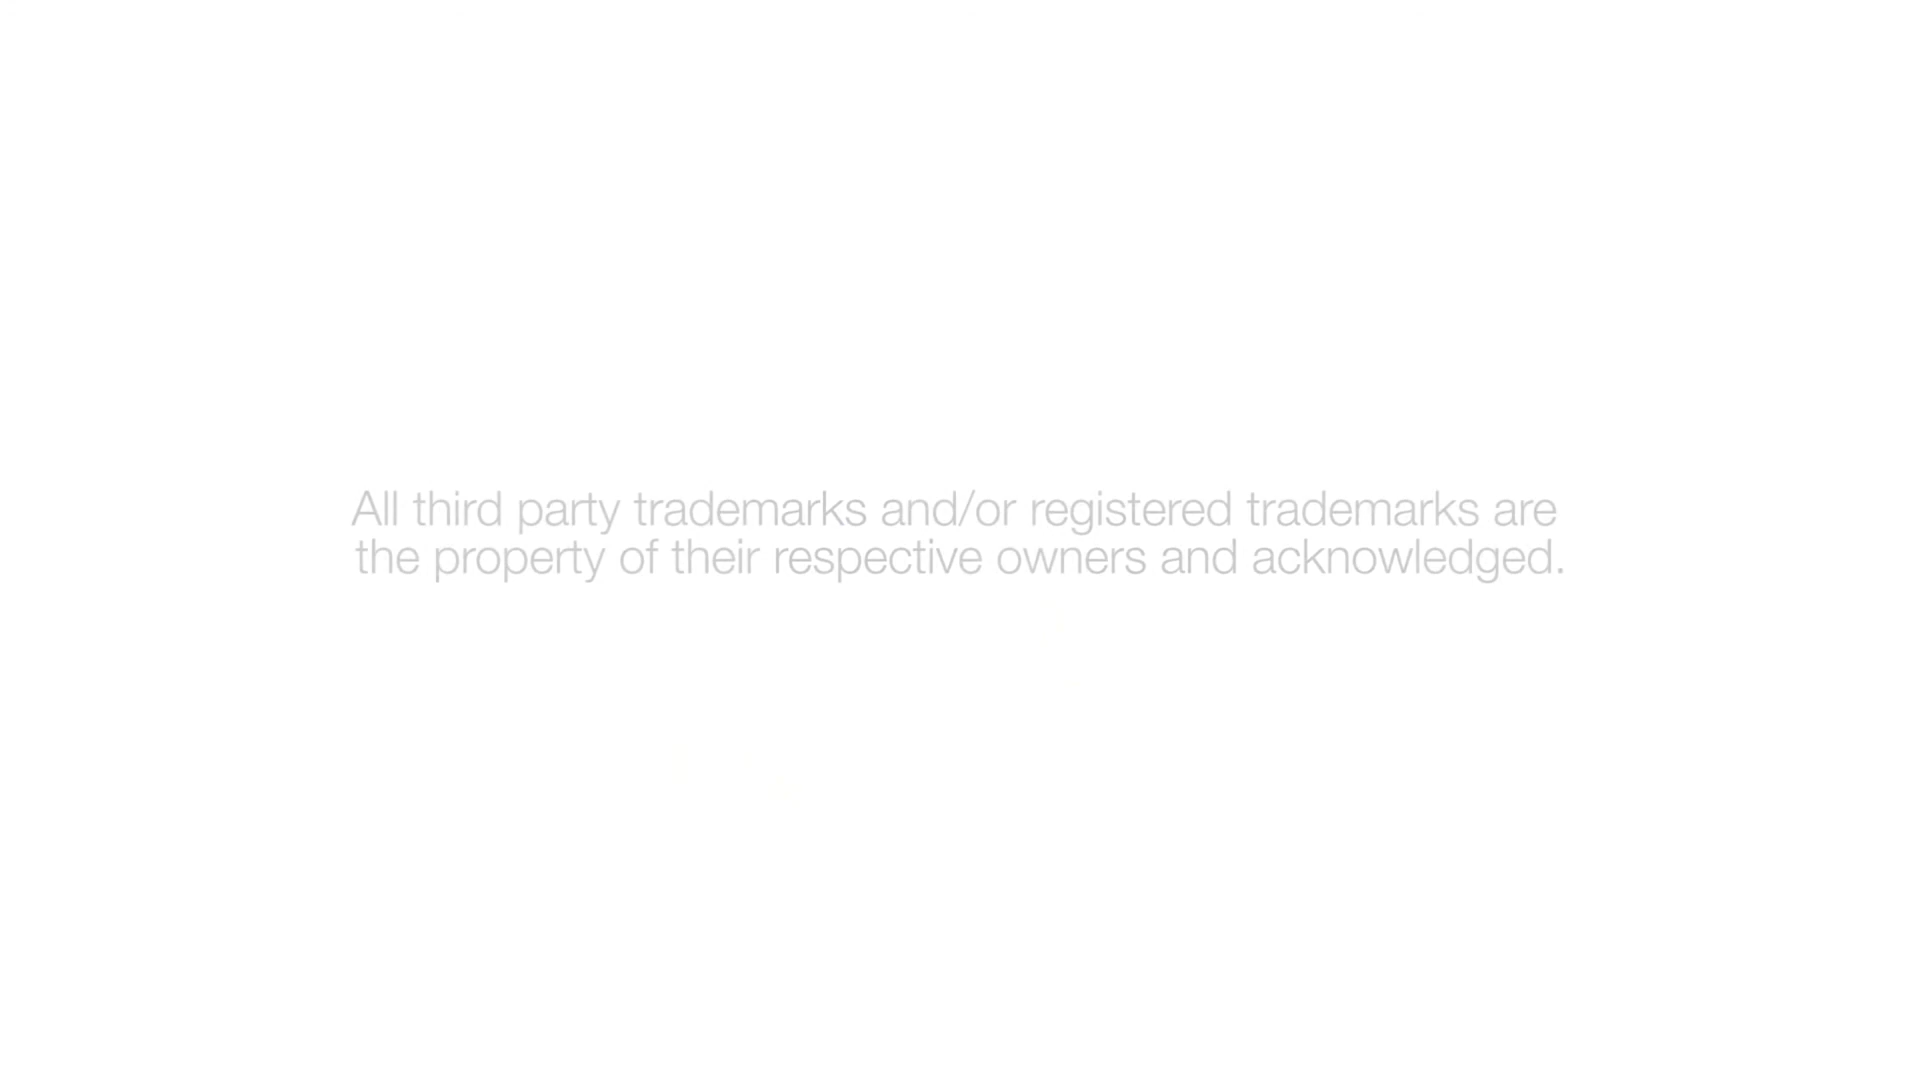 All third party trademarks and/or registered trademarks are
the property of their respective owners and acknowledged.